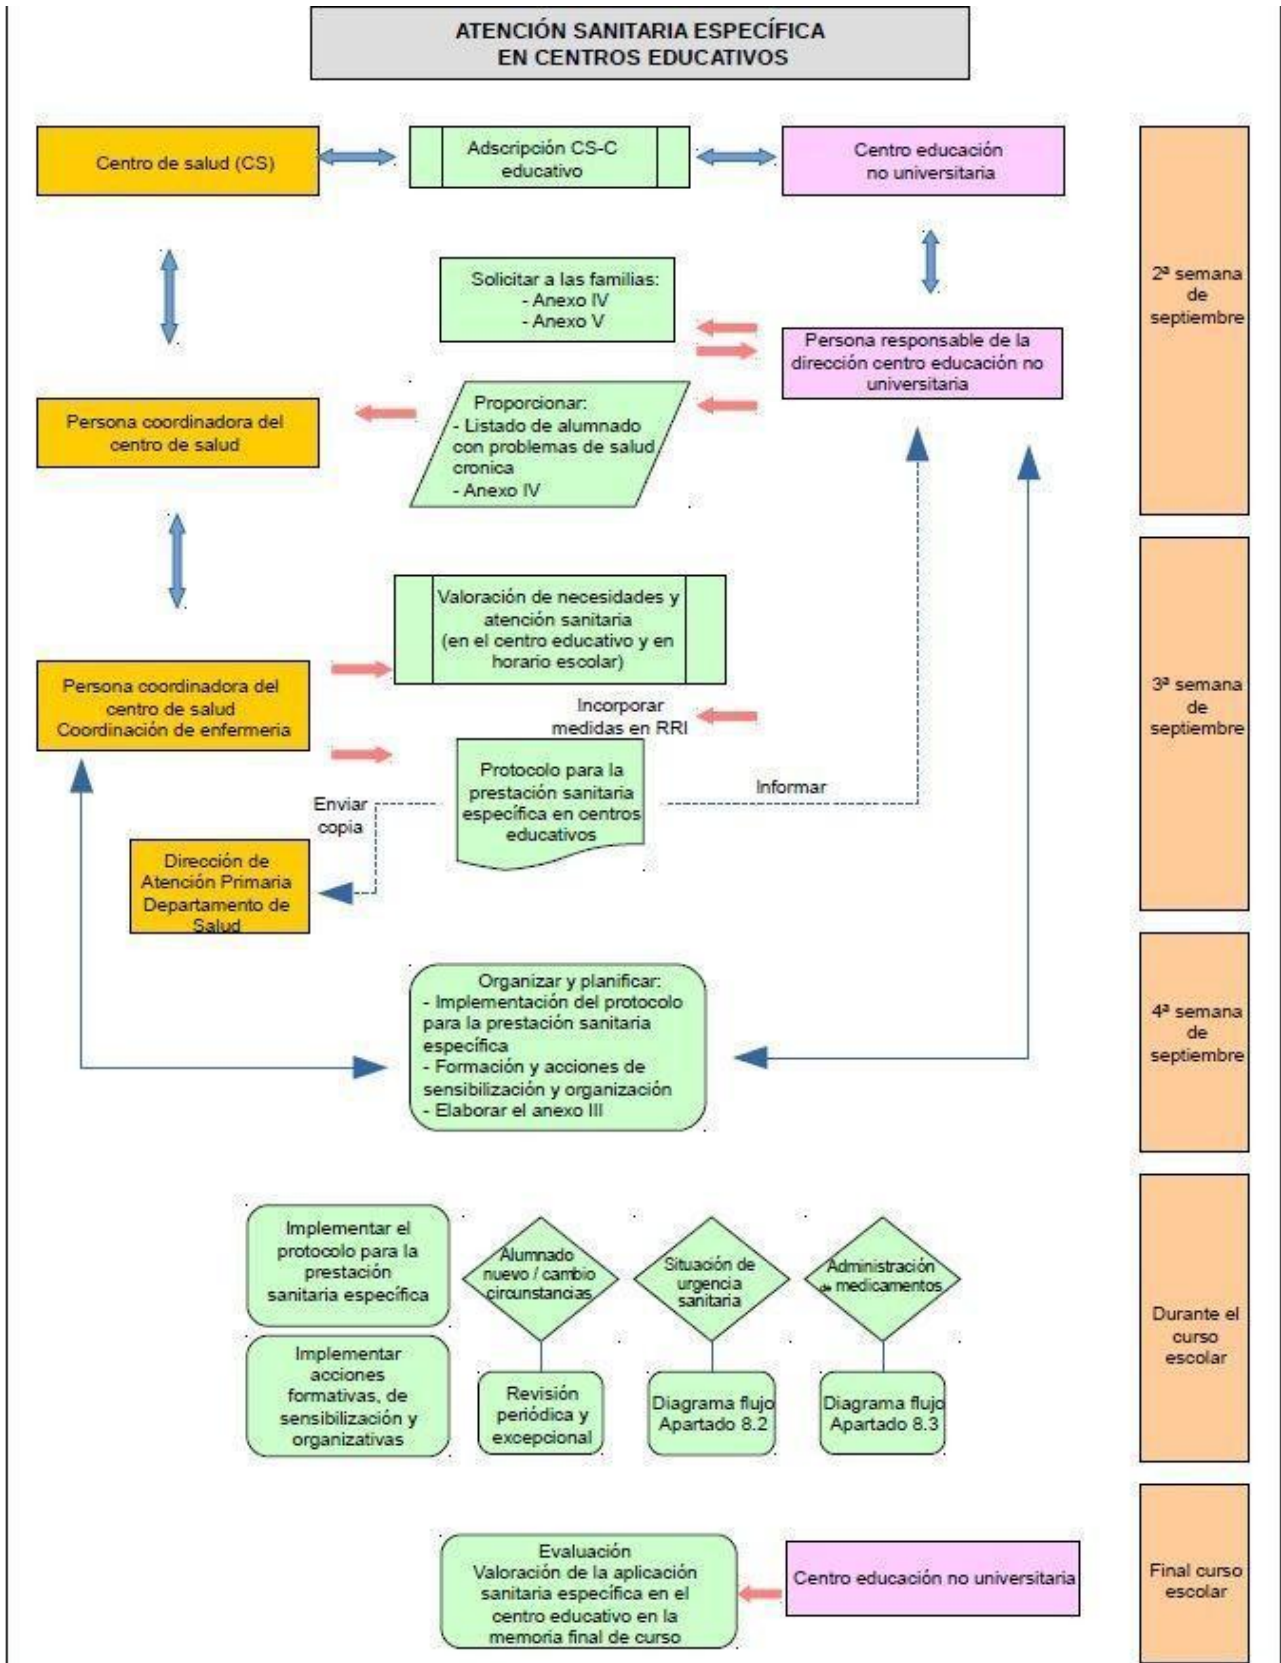 ATENCIÓN SANITARIA ESPECÍFICA
EN CENTROS EDUCATIVOS
Centro de salud (CS)
Adscripción CS-C
educativo
Centro educación
no universitaria
2ª semana
de
septiembre
Solicitar a las familias:
- Anexo IV
- Anexo V
Persona responsable de la
dirección centro educación no
universitaria
Persona coordinadora del
centro de salud
Proporcionar:
- Listado de alumnado
con problemas de salud
cronica
- Anexo IV
Valoración de necesidades y
atención sanitaria
(en el centro educativo y en
horario escolar)
3ª semana
de
septiembre
Persona coordinadora del
centro de salud
Coordinación de enfermeria
Incorporar
medidas en RRI
Protocolo para la
prestación sanitaria
específica en centros
educativos
Informar
Enviar
copia
Dirección de
Atención Primaria
Departamento de
Salud
Organizar y planificar:
- Implementación del protocolo
para la prestación sanitaria
específica
- Formación y acciones de
sensibilización y organización
- Elaborar el anexo III
4ª semana
de
septiembre
Implementar el
protocolo para la
prestación
sanitaria específica
Alumnado
nuevo / cambio
circunstancias
Situación de
urgencia
sanitaria
Administración
de medicamentos
Durante el
curso
escolar
Implementar
acciones
formativas, de
sensibilización y
organizativas
Revisión
periódica y
excepcional
Diagrama flujo
Apartado 8.2
Diagrama flujo
Apartado 8.3
Evaluación
Valoración de la aplicación
sanitaria específica en el
centro educativo en la
memoria final de curso
Centro educación no universitaria
Final curso
escolar